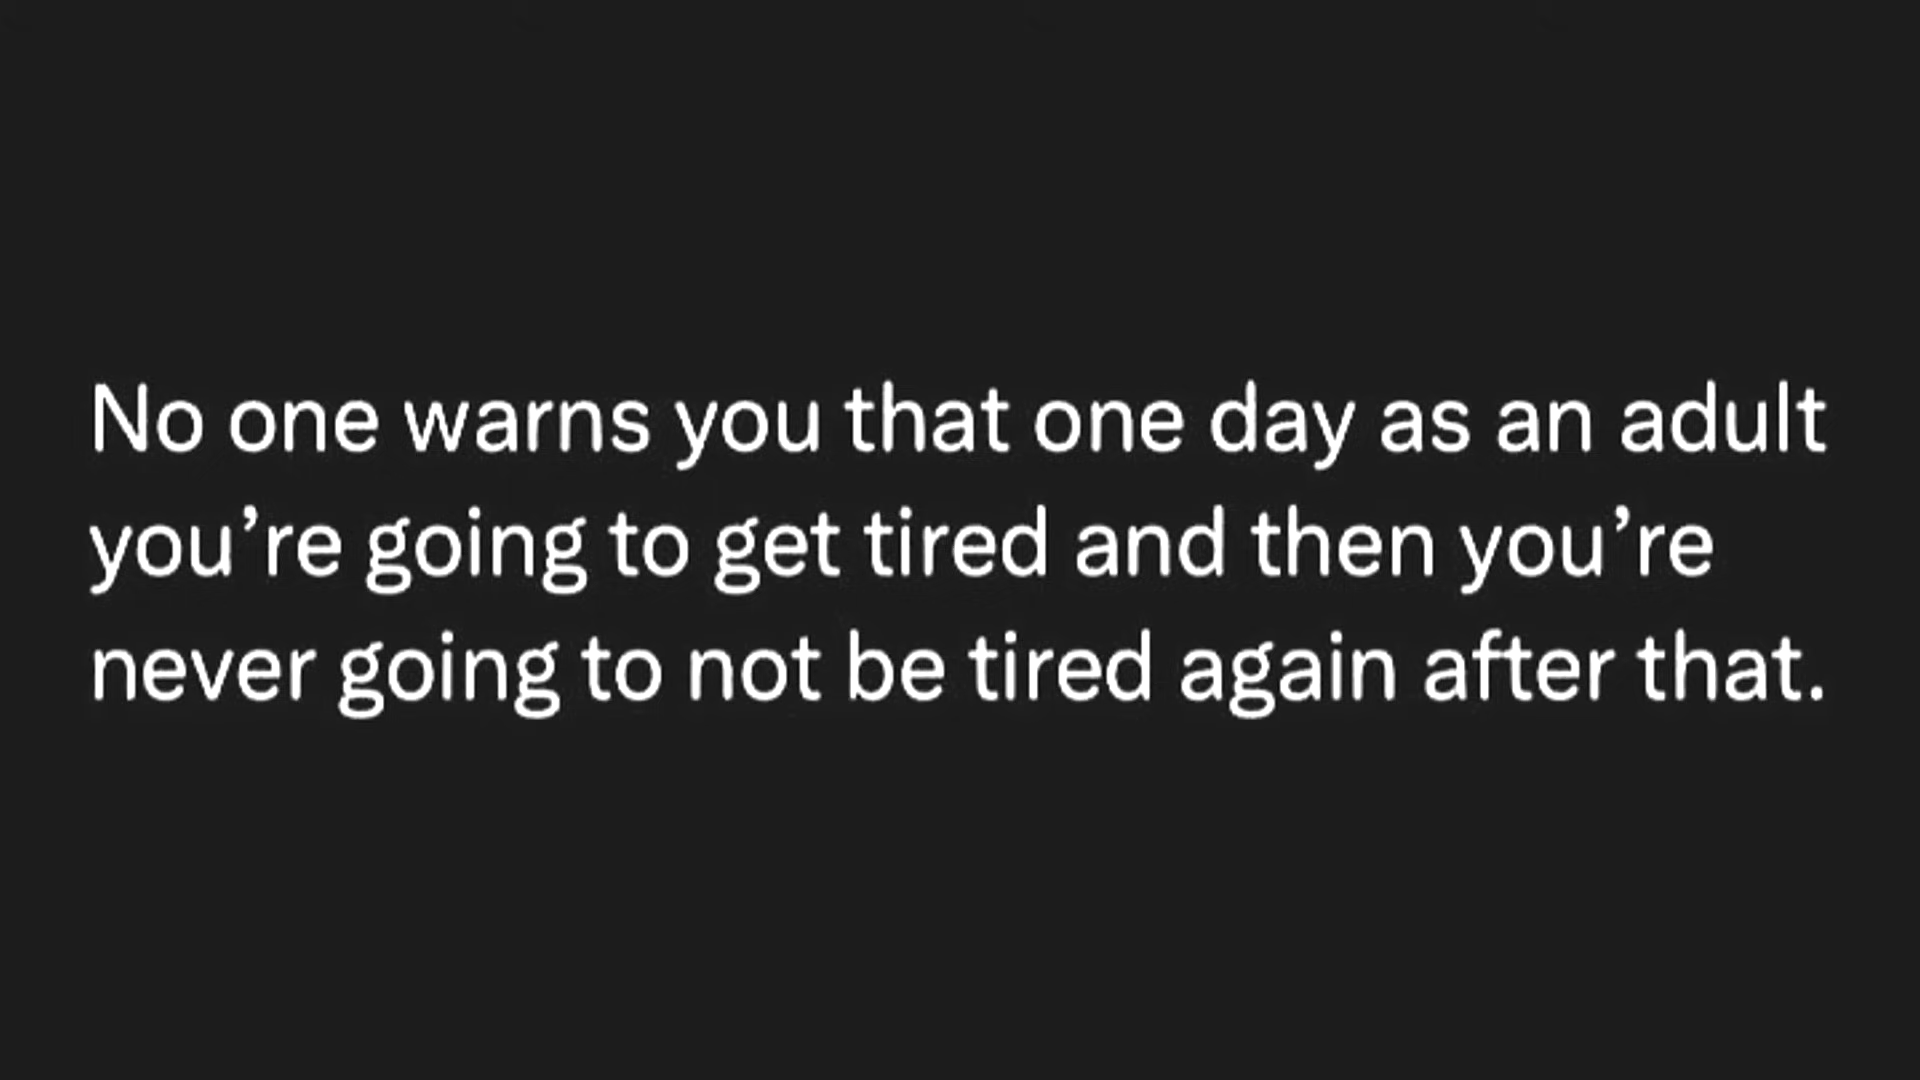 No one warns you that one day as an adult
you’re going to get tired and then you’re
never going to not be tired again after that.